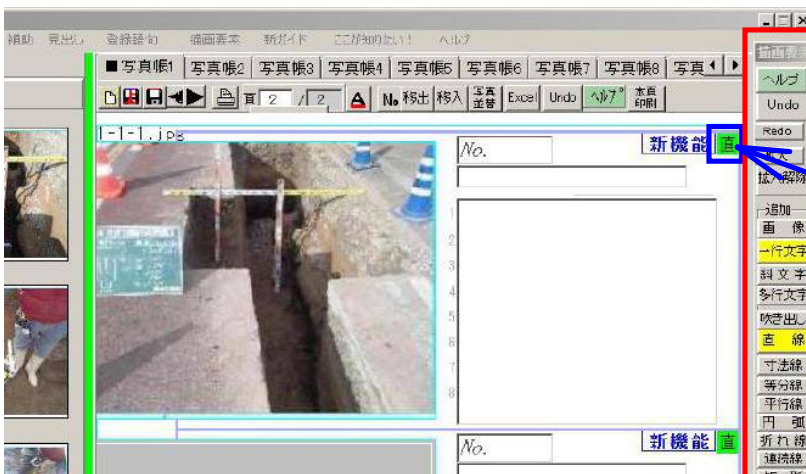 補助 見出し 登録語句 描画要素 新ガイド ここが知りたい! ヘルプ
■写真帳1 写真帳2 写真帳3 写真帳4 写真帳5 写真帳6 写真帳7 写真帳8 写真
頁 2 / 2 A No 移出 移入 写真並替 Excel Undo ヘルプ 本頁印刷
1-1-1.jpg
No.
新機能 直
1
2
3
4
5
6
7
8
No.
新機能 直
描画要素
ヘルプ
Undo
Redo
拡大解除
追加
画像
一行文字
斜文字
多行文字
吹き出し
直線
寸法線
等分線
平行線
円弧
折れ線
連続線